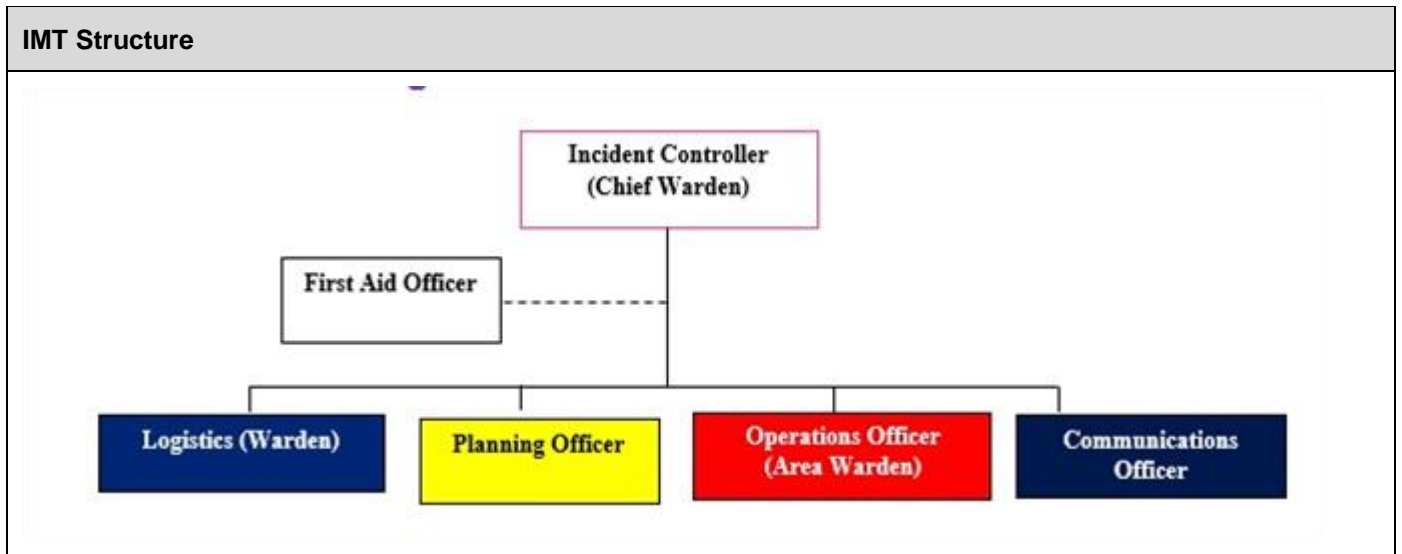 IMT Structure
Incident Controller
(Chief Warden)
First Aid Officer
Logistics (Warden)
Planning Officer
Operations Officer
(Area Warden)
Communications
Officer